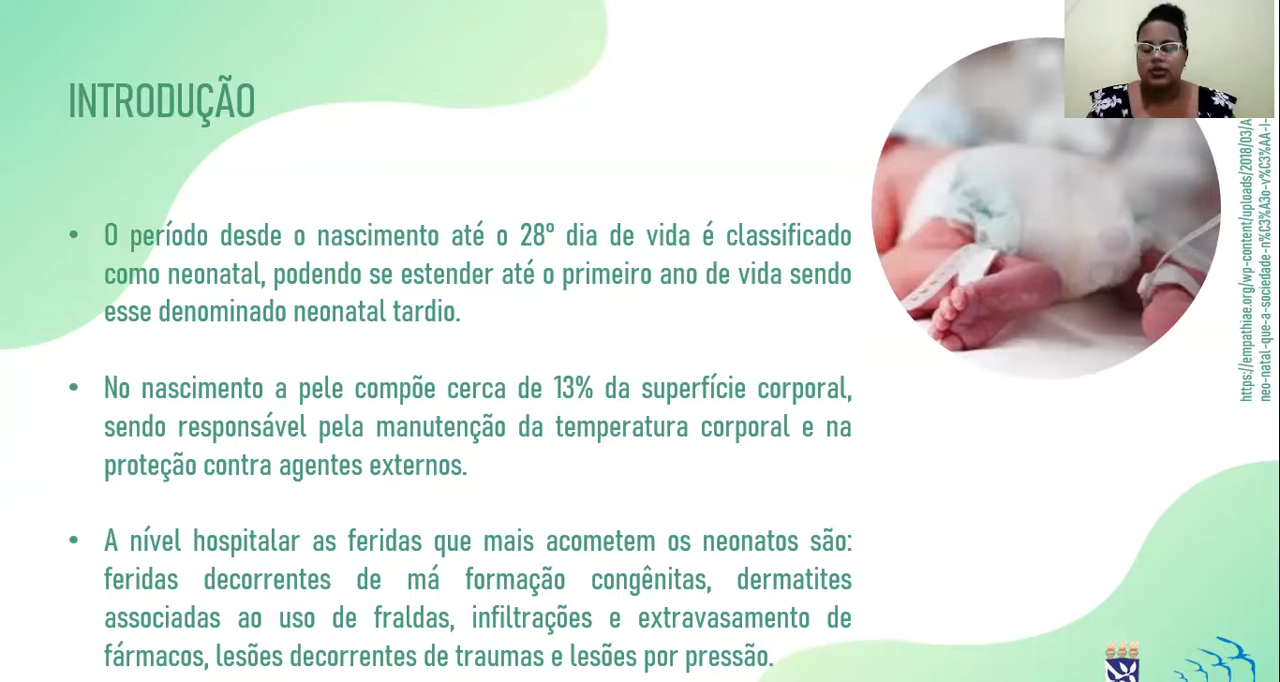 INTRODUÇÃO
• O período desde o nascimento até o 28º dia de vida é classificado
como neonatal, podendo se estender até o primeiro ano de vida sendo
esse denominado neonatal tardio.
• No nascimento a pele compõe cerca de 13% da superfície corporal,
sendo responsável pela manutenção da temperatura corporal e na
proteção contra agentes externos.
• A nível hospitalar as feridas que mais acometem os neonatos são:
feridas decorrentes de má formação congênitas, dermatites
associadas ao uso de fraldas, infiltrações e extravasamento de
fármacos, lesões decorrentes de traumas e lesões por pressão.
https://empathiae.org/wp-content/uploads/2018/03/A
neo-natal-que-a-sociedade-n%C3%A3o-v%C3%AA-I-